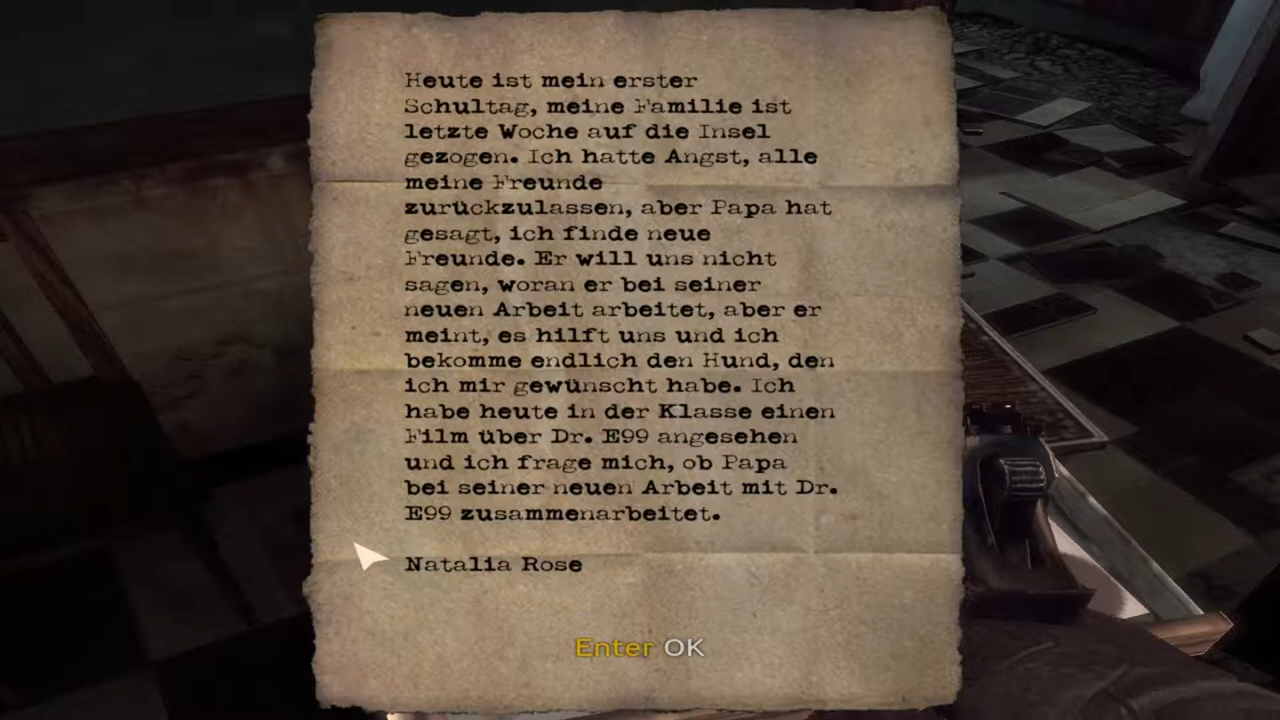 Heute ist mein erster
Schultag, meine Familie ist
letzte Woche auf die Insel
gezogen. Ich hatte Angst, alle
meine Freunde
zurückzulassen, aber Papa hat
gesagt, ich finde neue
Freunde. Er will uns nicht
sagen, woran er bei seiner
neuen Arbeit arbeitet, aber er
meint, es hilft uns und ich
bekomme endlich den Hund, den
ich mir gewünscht habe. Ich
habe heute in der Klasse einen
Film über Dr. E99 angesehen
und ich frage mich, ob Papa
bei seiner neuen Arbeit mit Dr.
E99 zusammenarbeitet.
Natalia Rose
Enter OK